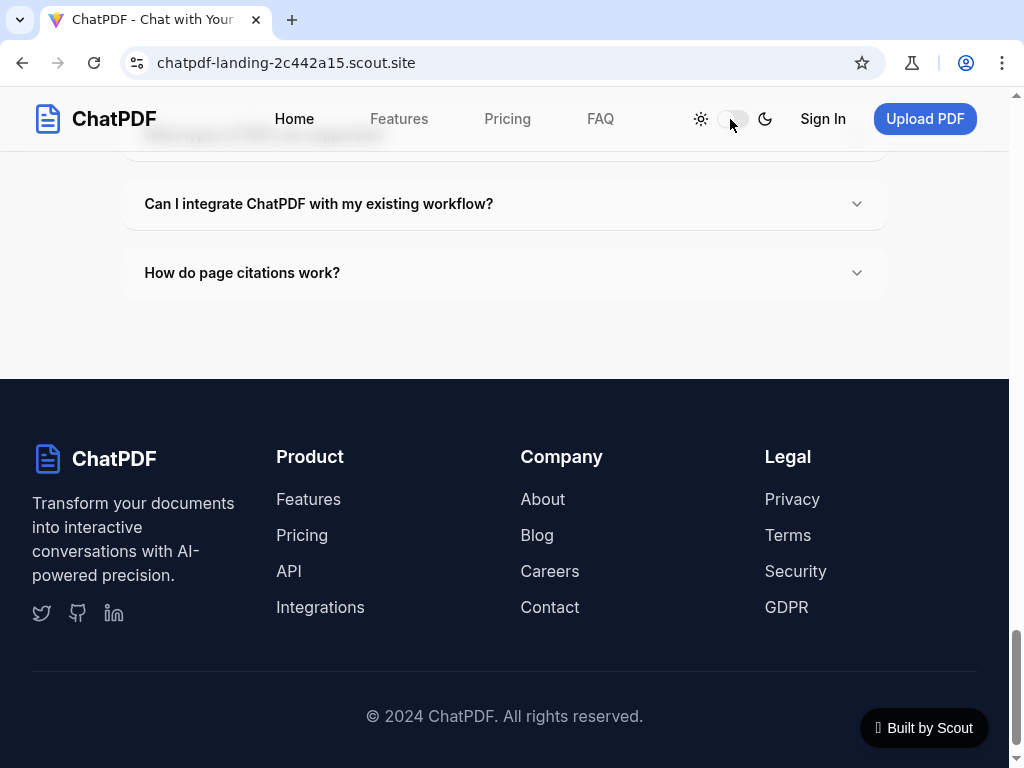 ChatPDF - Chat with Your
chatpdf-landing-2c442a15.scout.site
ChatPDF
Home
Features
Pricing
FAQ
Sign In
Upload PDF
Can I integrate ChatPDF with my existing workflow?
How do page citations work?
ChatPDF
Transform your documents
into interactive
conversations with AI-
powered precision.
Product
Features
Pricing
API
Integrations
Company
About
Blog
Careers
Contact
Legal
Privacy
Terms
Security
GDPR
© 2024 ChatPDF. All rights reserved.
Built by Scout